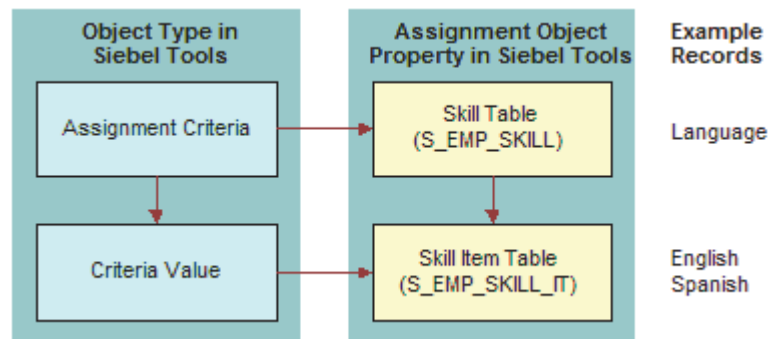 Object Type in
Siebel Tools
Assignment Object
Property in Siebel Tools
Example
Records
Assignment Criteria
Skill Table
(S_EMP_SKILL)
Language
Criteria Value
Skill Item Table
(S_EMP_SKILL_IT)
English
Spanish